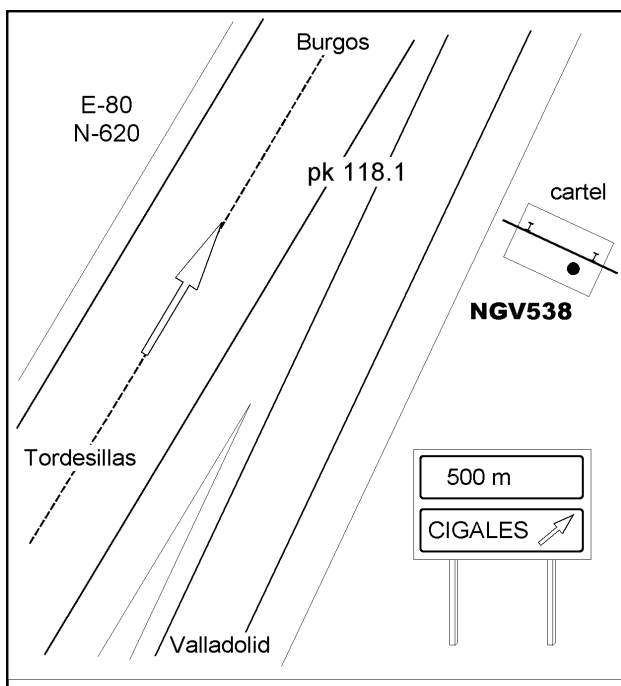 Burgos
E-80
N-620
pk 118.1
cartel
NGV538
Tordesillas
500 m
CIGALES
Valladolid